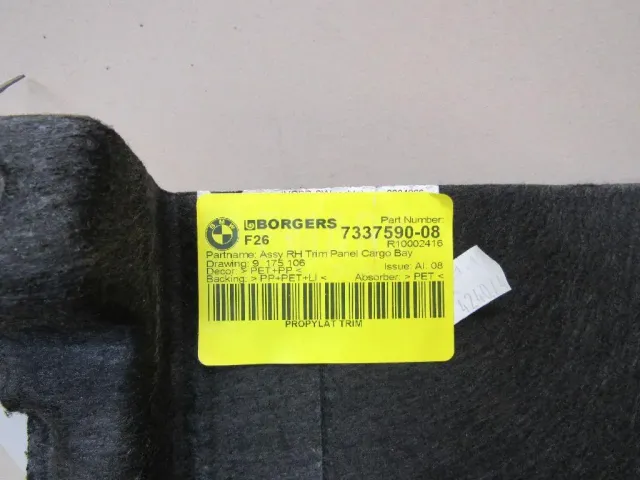 BMW
BORGERS
Part Number:
F26
7337590-08
R10002416
Partname: Assy RH Trim Panel Cargo Bay
Drawing: 9 175 106
Issue: AI: 08
Decor: > PET+PP <
Backing: > PP+PET+LI <
Absorber: > PET <
PROPYLAT TRIM